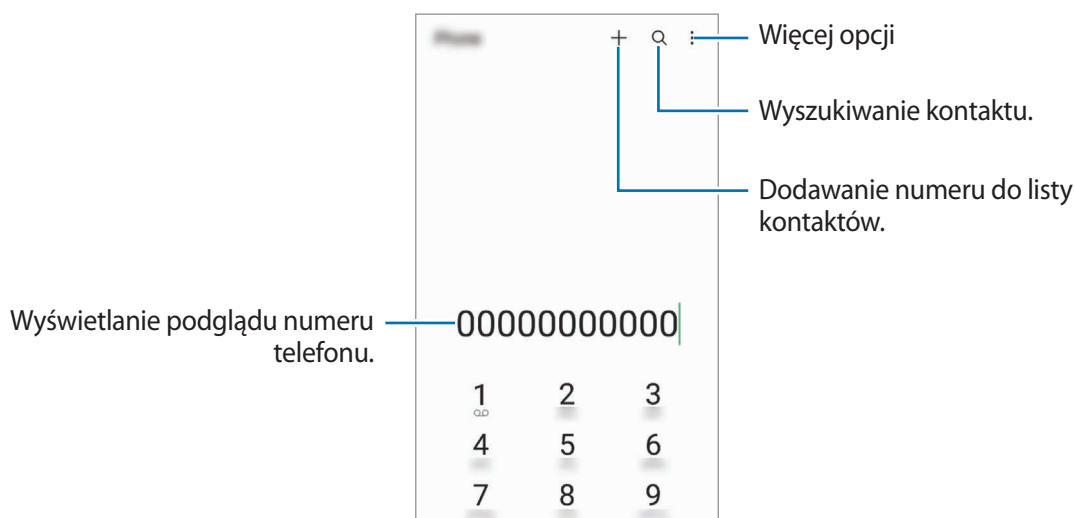 Więcej opcji
Wyszukiwanie kontaktu.
Dodawanie numeru do listy
kontaktów.
Wyświetlanie podglądu numeru
telefonu.
00000000000
1 2 3
4 5 6
7 8 9